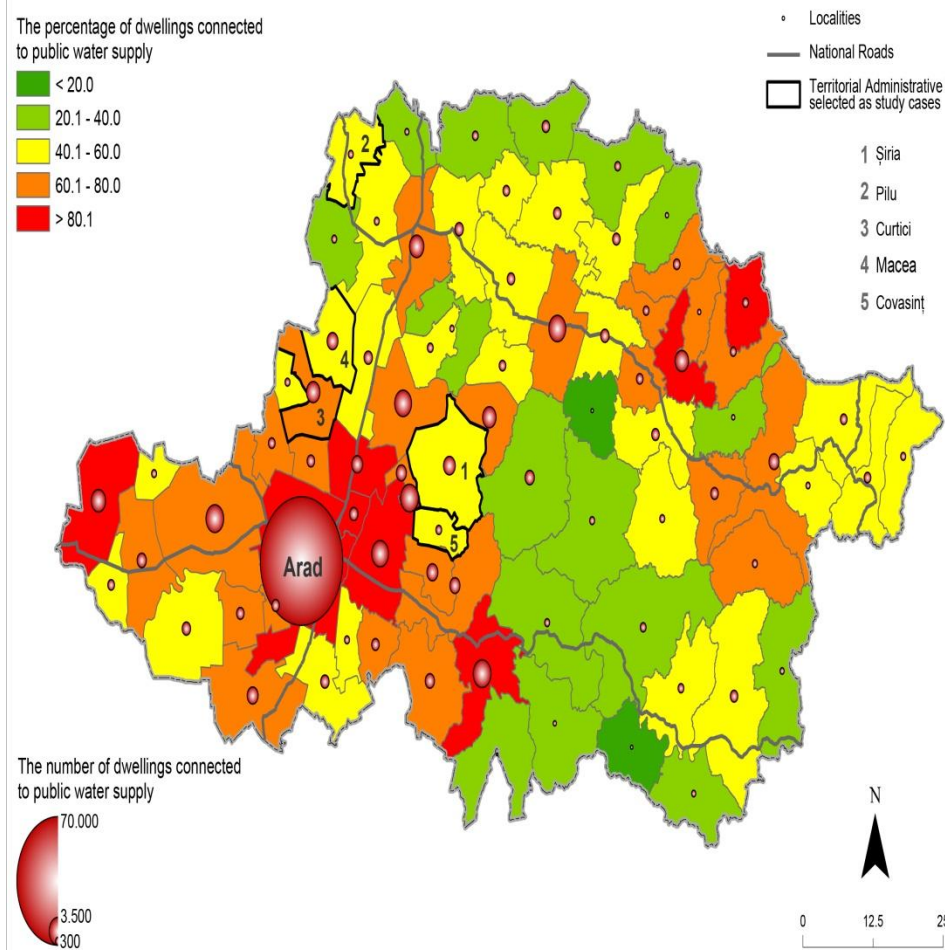 The percentage of dwellings connected
to public water supply
< 20.0
20.1 - 40.0
40.1 - 60.0
60.1 - 80.0
> 80.1
Localities
National Roads
Territorial Administrative
selected as study cases
1 Șiria
2 Pilu
3 Curtici
4 Macea
5 Covasinț
2
4
3
1
5
Arad
The number of dwellings connected
to public water supply
70.000
3.500
300
N
0 12.5 25